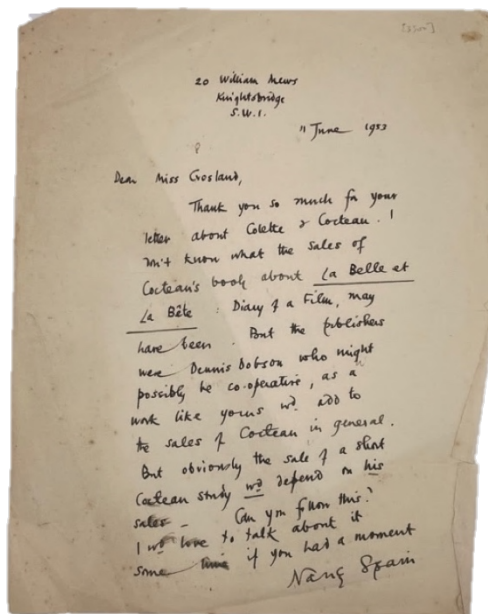 20 William Mews
Knightsbridge
S.W.1.
11 June 1953
Dear Miss Crosland,
Thank you so much for your
letter about Colette & Cocteau. I
don't know what the sales of
Cocteau's book about La Belle et
La Bête : Diary of a Film, may
have been. But the publishers
were Dennis Dobson who might
possibly be co-operative, as a
work like yours wd. add to
the sales of Cocteau in general.
But obviously the sale of a short
Cocteau study wd depend on his
sales – Can you follow this?
I wd love to talk about it
some time if you had a moment
Nancy Spain